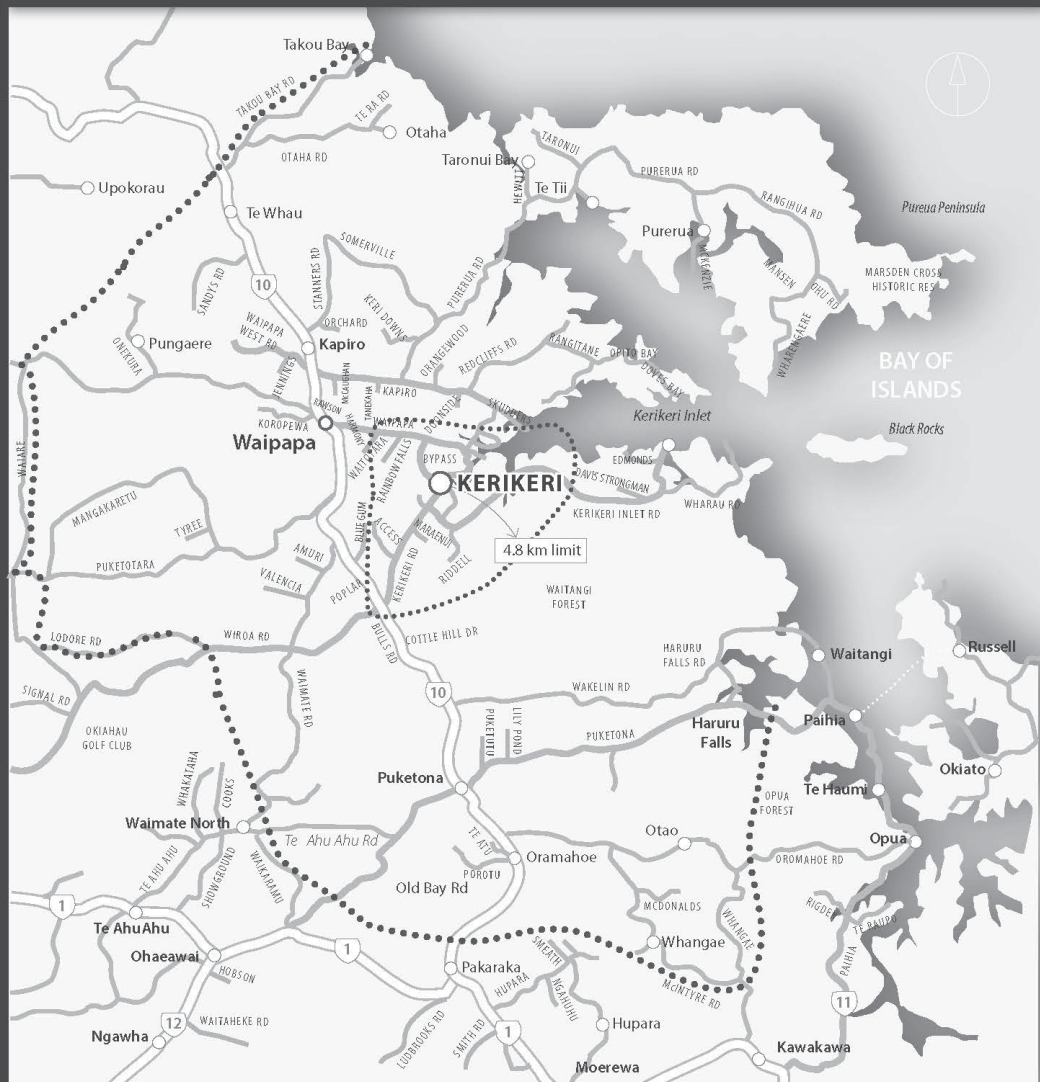 Takou Bay
TAKOU BAY RD
TE RA RD
Otaha
OTAHA RD
Upokorau
Te Whau
TARONUI
Taronui Bay
HEWITT
Te Tii
PURERUA RD
RANGIHUA RD
Pureua Peninsula
Purerua
MCKENZIE
MANSEN
OHU RD
MARSDEN CROSS
HISTORIC RES
WHARENGAERE
SANDYS RD
10
STANNERS RD
SOMERVILLE
PURERUA RD
KERI DOWNS
ORCHARD
WAIPAPA
WEST RD
Pungaere
ONEKURA
Kapiro
JENNINGS
McCAUGHAN
TANEKAHA
KAPIRO
ORANGEWOOD
REDCLIFFS RD
RANGITANE
OPITO BAY
DOVES BAY
BAY OF
ISLANDS
Kerikeri Inlet
Black Rocks
KOROPEWA
RAWSON
HARMONY
WAIPAPA
DOONSIDE
SKUDDERS
Waipapa
WAITOTARA
RAINBOW FALLS
BYPASS
KERIKERI
EDMONDS
DAVIS STRONGMAN
WHARAU RD
KERIKERI INLET RD
WAIARE
MANGAKARETU
TYREE
PUKETOTARA
AMURI
VALENCIA
BLUE GUM
ACCESS
MARAENUI
RIDDELL
KERIKERI RD
4.8 km limit
WAITANGI
FOREST
POPLAR
LODORE RD
WIROA RD
BULLS RD
COTTLE HILL DR
HARURU
FALLS RD
Waitangi
Russell
SIGNAL RD
OKIAHAU
GOLF CLUB
WAIMATE RD
10
WAKELIN RD
PUKETUTU
LILY POND
PUKETONA
Haruru
Falls
Paihia
Okiato
WHAKATAHA
COOKS
Puketona
Te Haumi
OPUA
FOREST
Waimate North
Te Ahu Ahu Rd
TE ATU
Oramahoe
Otao
Opua
OROMAHOE RD
TE AHU AHU
SHOWGROUND
WAIKARAMU
POROTU
Old Bay Rd
MCDONALDS
WHANGAE
RIGDEN
TE RAUPO
1
Te AhuAhu
Ohaeawai
1
Whangae
PAIHIA
HOBSON
Pakaraka
SMEATH
HUPARA
NGAHUHU
McINTYRE RD
11
12
WAITAHEKE RD
Ngawha
LUDBROOKS RD
SMITH RD
1
Hupara
Moerewa
Kawakawa